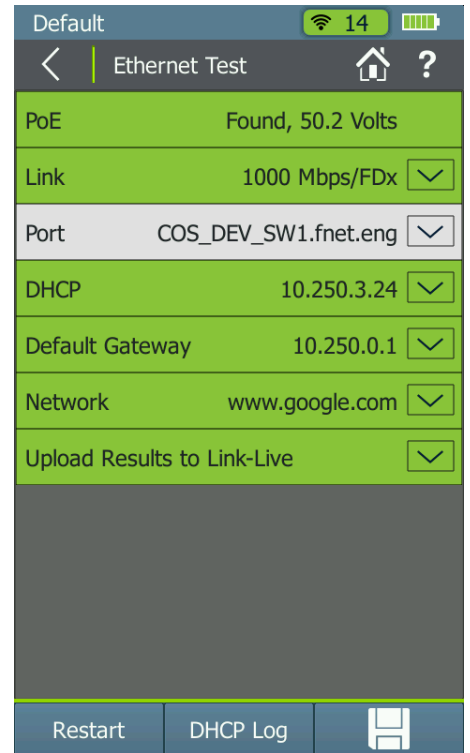 Default 14
Ethernet Test ?
PoE Found, 50.2 Volts
Link 1000 Mbps/FDx
Port COS_DEV_SW1.fnet.eng
DHCP 10.250.3.24
Default Gateway 10.250.0.1
Network www.google.com
Upload Results to Link-Live
Restart DHCP Log